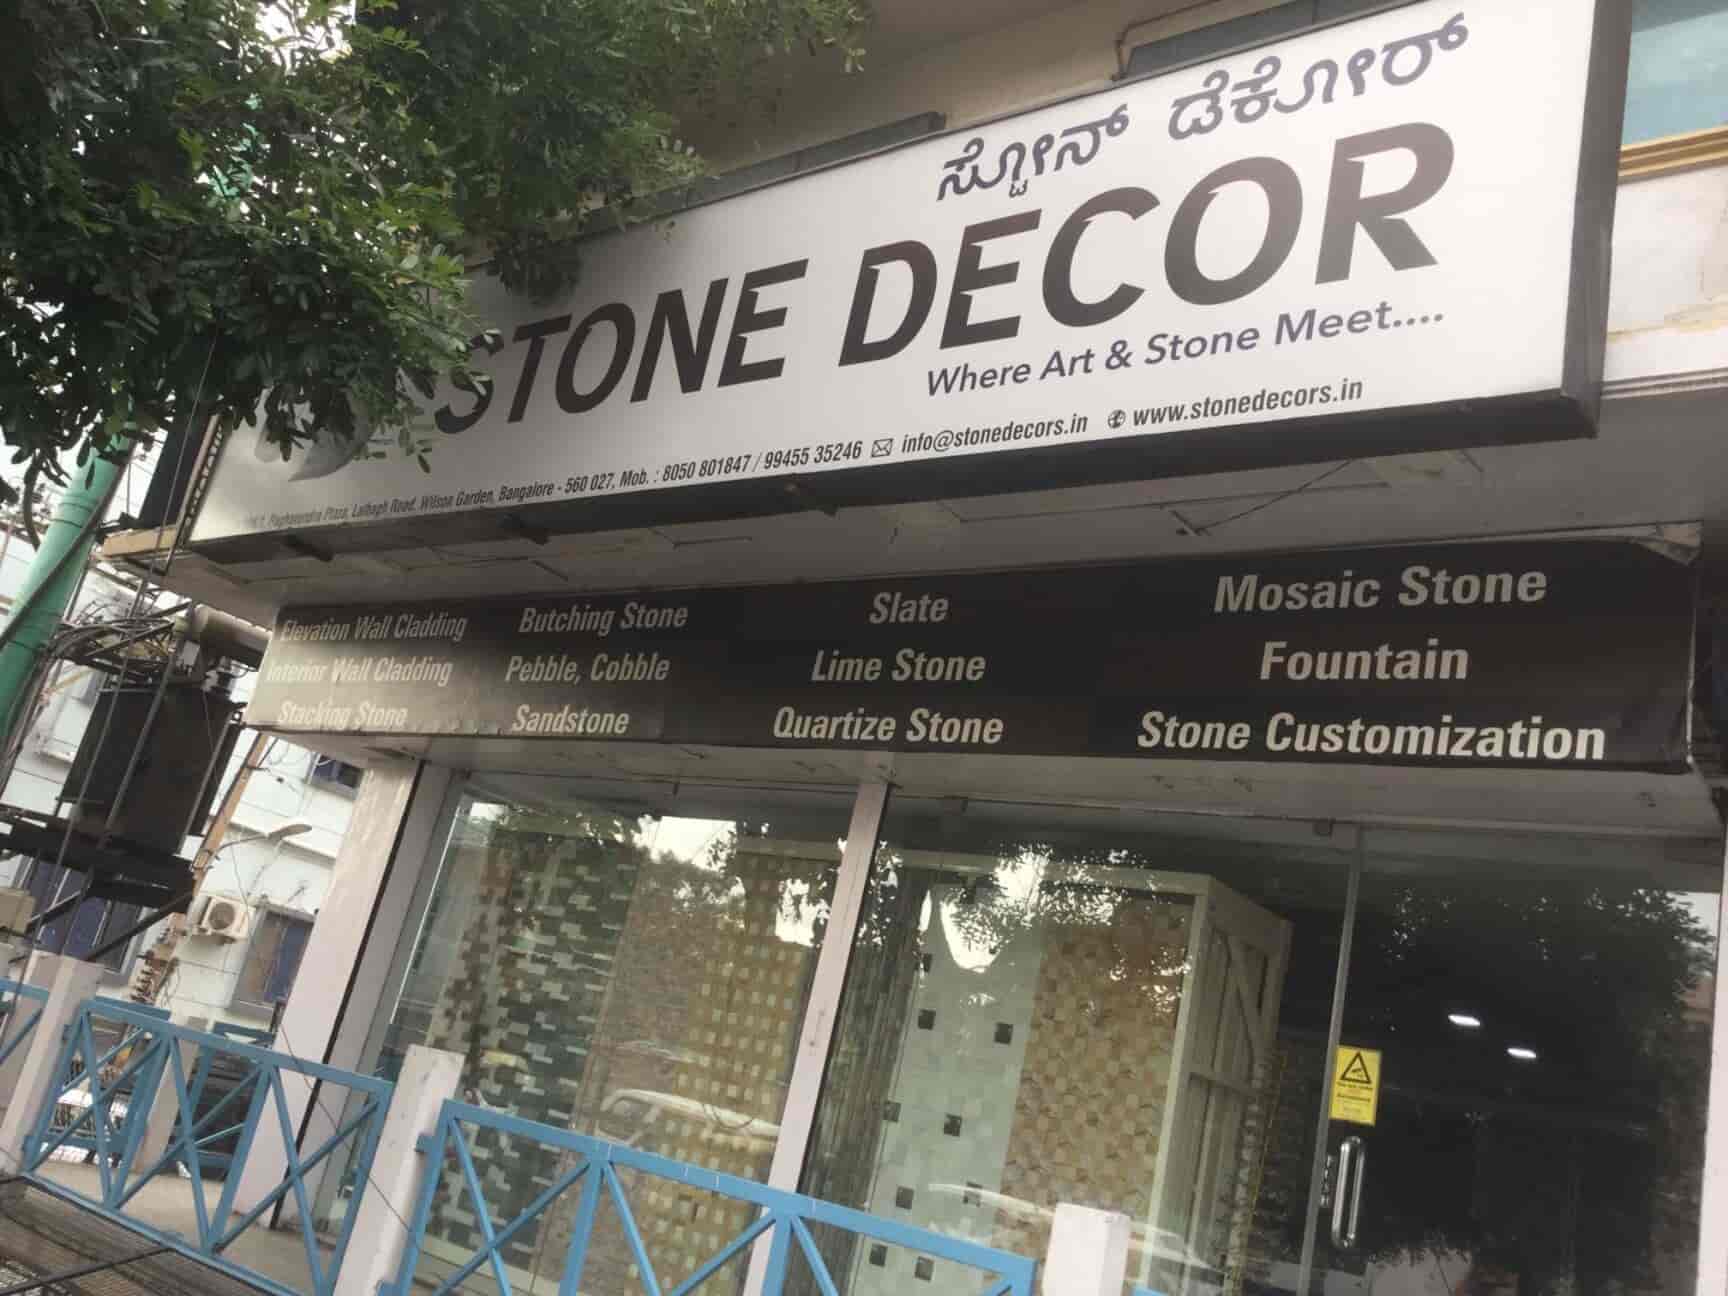 ಸ್ಟೋನ್ ಡೆಕೋರ್
STONE DECOR
Where Art & Stone Meet....
Raghavendra Plaza, Lalbagh Road, Wilson Garden, Bangalore - 560 027, Mob. : 8050 801847 / 99455 35246 info@stonedecors.in www.stonedecors.in
Elevation Wall Cladding Butching Stone Slate Mosaic Stone
Interior Wall Cladding Pebble, Cobble Lime Stone Fountain
Stacking Stone Sandstone Quartize Stone Stone Customization